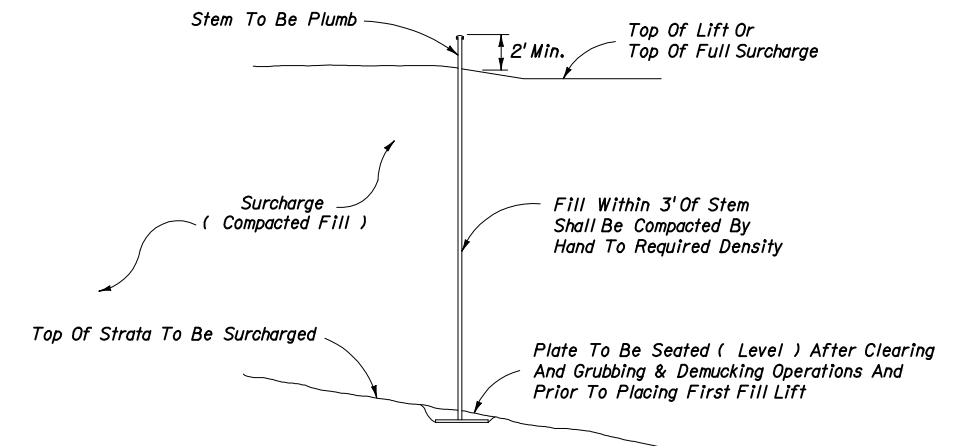 Stem To Be Plumb
2' Min.
Top Of Lift Or
Top Of Full Surcharge
Surcharge
( Compacted Fill )
Fill Within 3' Of Stem
Shall Be Compacted By
Hand To Required Density
Top Of Strata To Be Surcharged
Plate To Be Seated ( Level ) After Clearing
And Grubbing & Demucking Operations And
Prior To Placing First Fill Lift